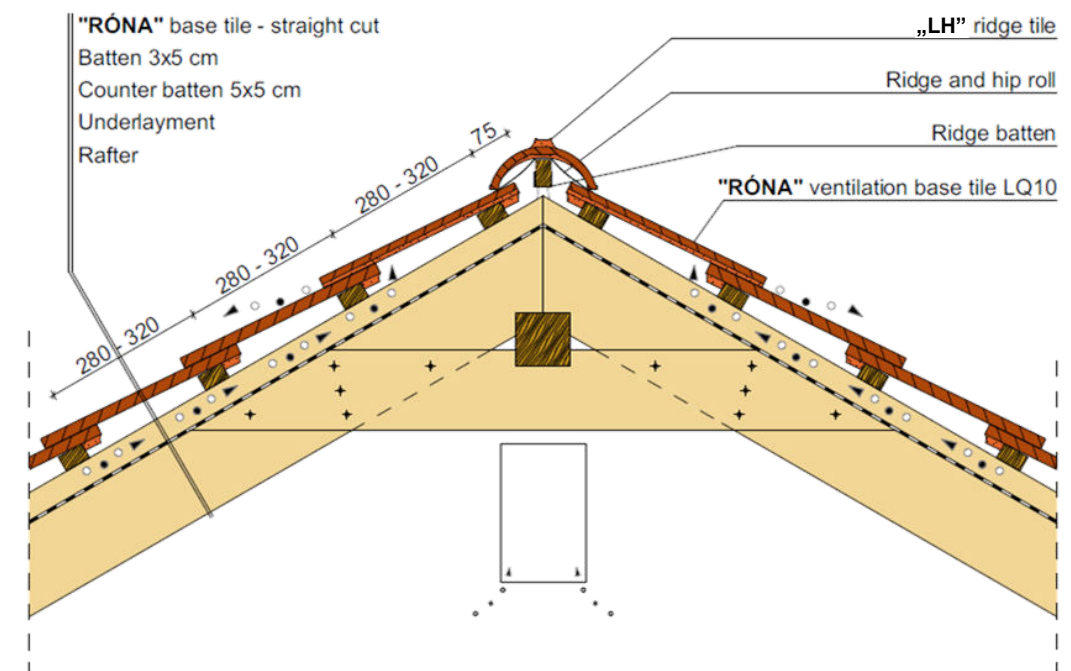 "RÓNA" base tile - straight cut
Batten 3x5 cm
Counter batten 5x5 cm
Underlayment
Rafter
„LH” ridge tile
Ridge and hip roll
Ridge batten
"RÓNA" ventilation base tile LQ10
75
280 - 320
280 - 320
280 - 320